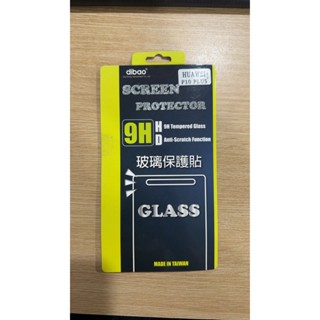 dibao
HUAWEI
P10 PLUS
SCREEN
PROTECTOR
9H
HD
9H Tempered Glass
Anti-Scratch Function
玻璃保護貼
GLASS
MADE IN TAIWAN